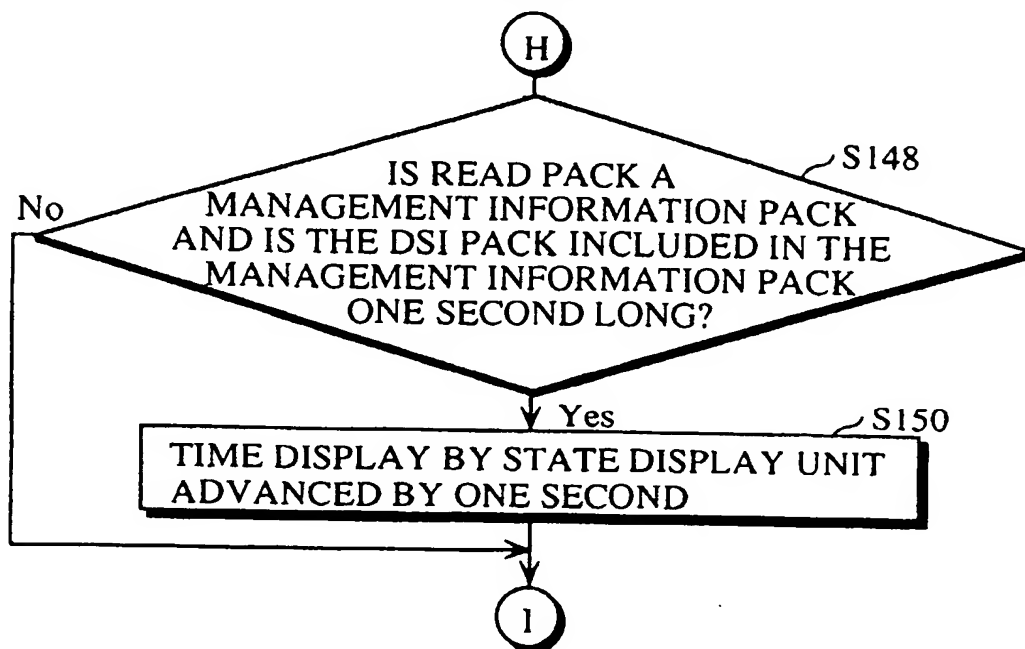 H
S148
IS READ PACK A
MANAGEMENT INFORMATION PACK
AND IS THE DSI PACK INCLUDED IN THE
MANAGEMENT INFORMATION PACK
ONE SECOND LONG?
No
Yes
S150
TIME DISPLAY BY STATE DISPLAY UNIT
ADVANCED BY ONE SECOND
I